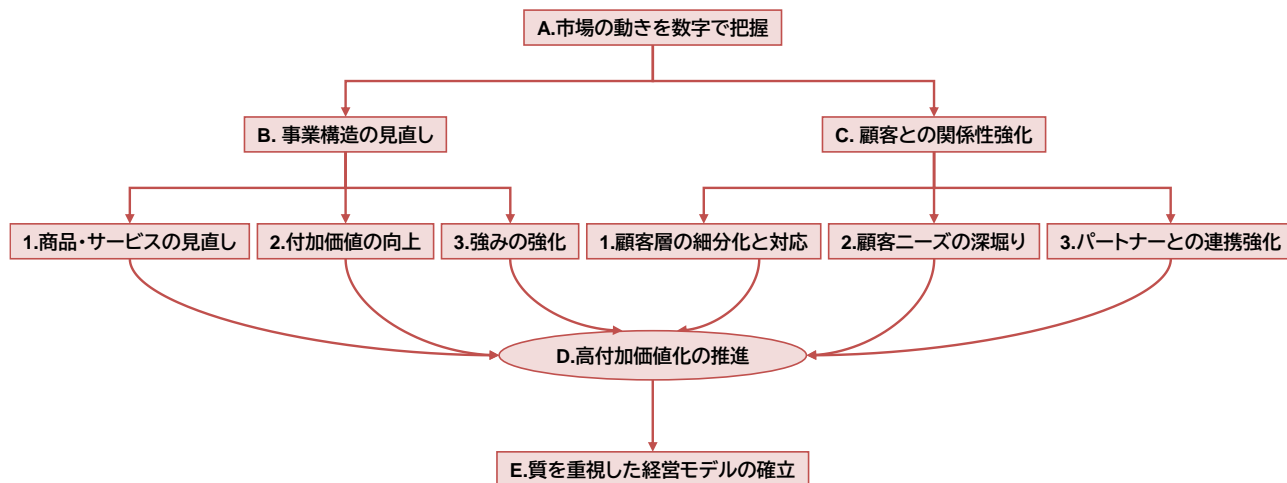 A.市場の動きを数字で把握
B. 事業構造の見直し
C. 顧客との関係性強化
1.商品・サービスの見直し
2.付加価値の向上
3.強みの強化
1.顧客層の細分化と対応
2.顧客ニーズの深堀り
3.パートナーとの連携強化
D.高付加価値化の推進
E.質を重視した経営モデルの確立